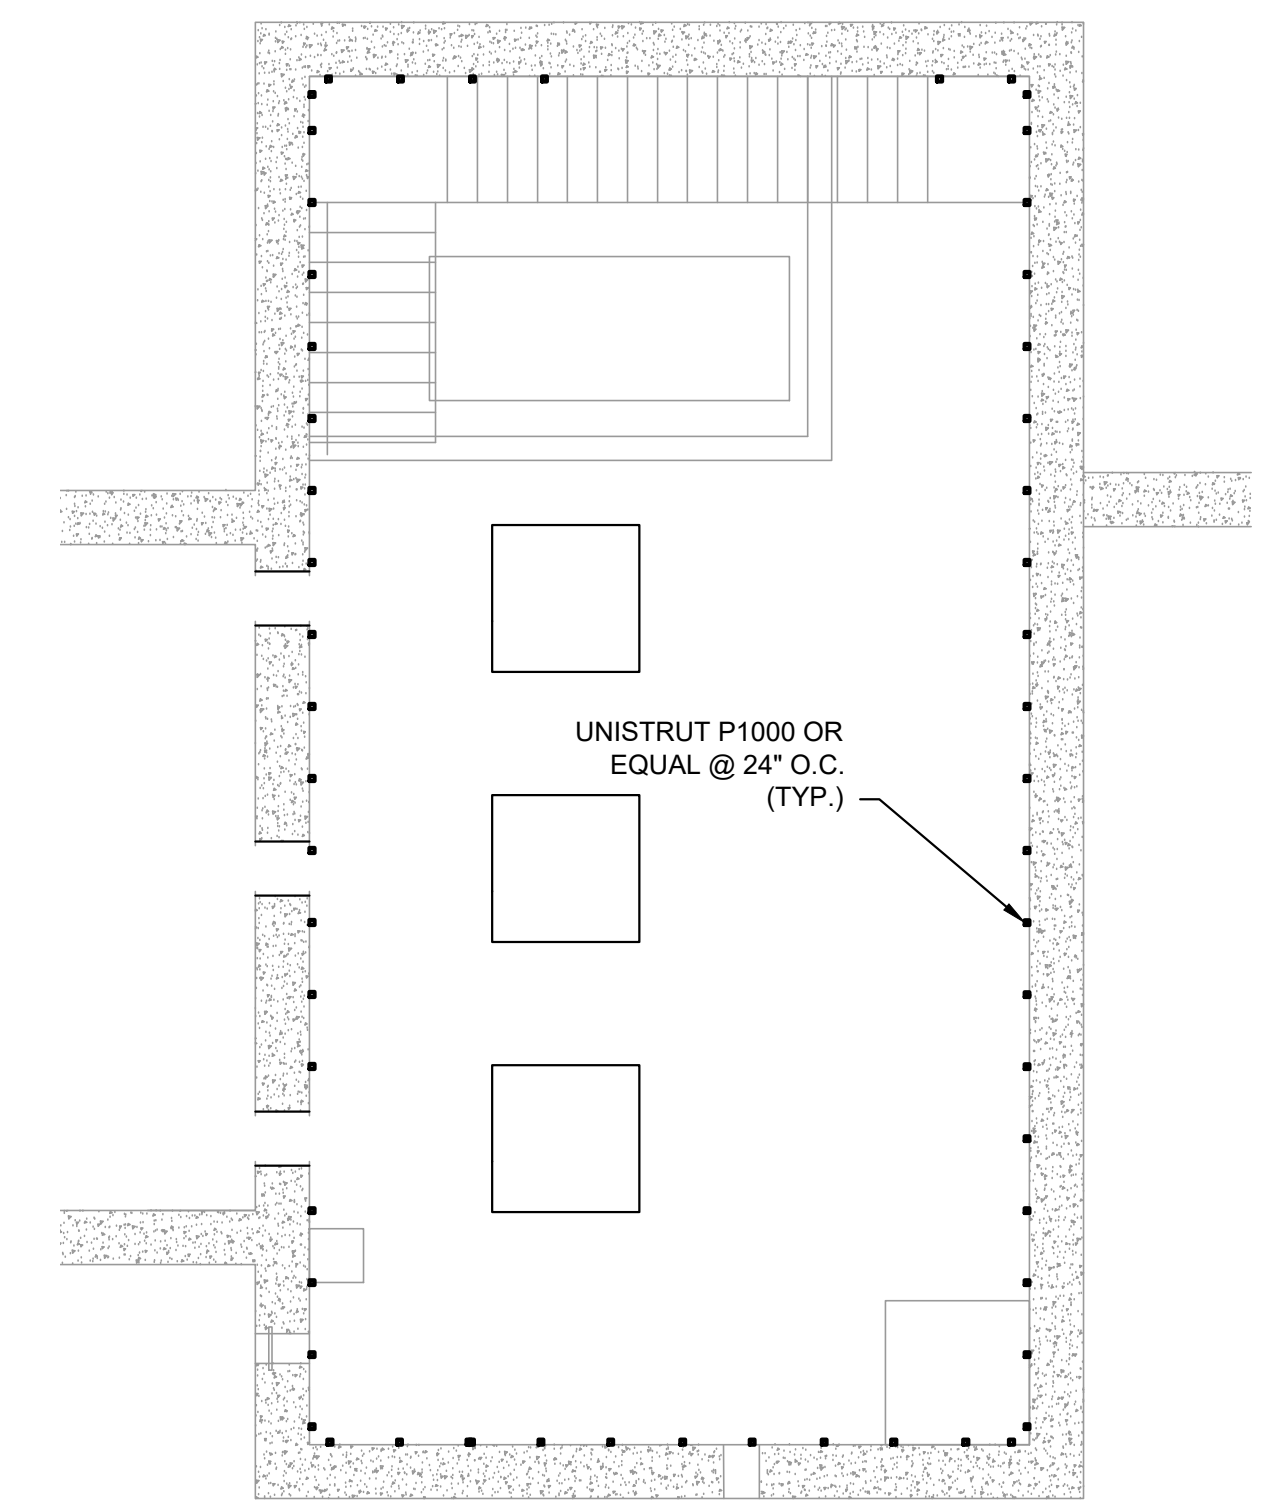 UNISTRUT P1000 OR
EQUAL @ 24" O.C.
(TYP.)